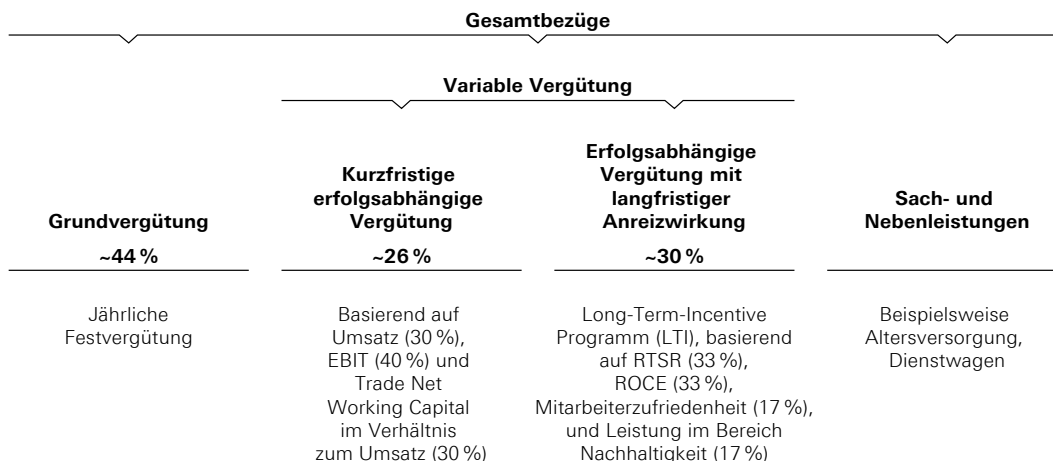 Gesamtbezüge
Variable Vergütung
Grundvergütung
~44 %
Jährliche
Festvergütung
Kurzfristige
erfolgsabhängige
Vergütung
~26 %
Basierend auf
Umsatz (30 %),
EBIT (40 %) und
Trade Net
Working Capital
im Verhältnis
zum Umsatz (30 %)
Erfolgsabhängige
Vergütung mit
langfristiger
Anreizwirkung
~30 %
Long-Term-Incentive
Programm (LTI), basierend
auf RTSR (33 %),
ROCE (33 %),
Mitarbeiterzufriedenheit (17 %),
und Leistung im Bereich
Nachhaltigkeit (17 %)
Sach- und
Nebenleistungen
Beispielsweise
Altersversorgung,
Dienstwagen